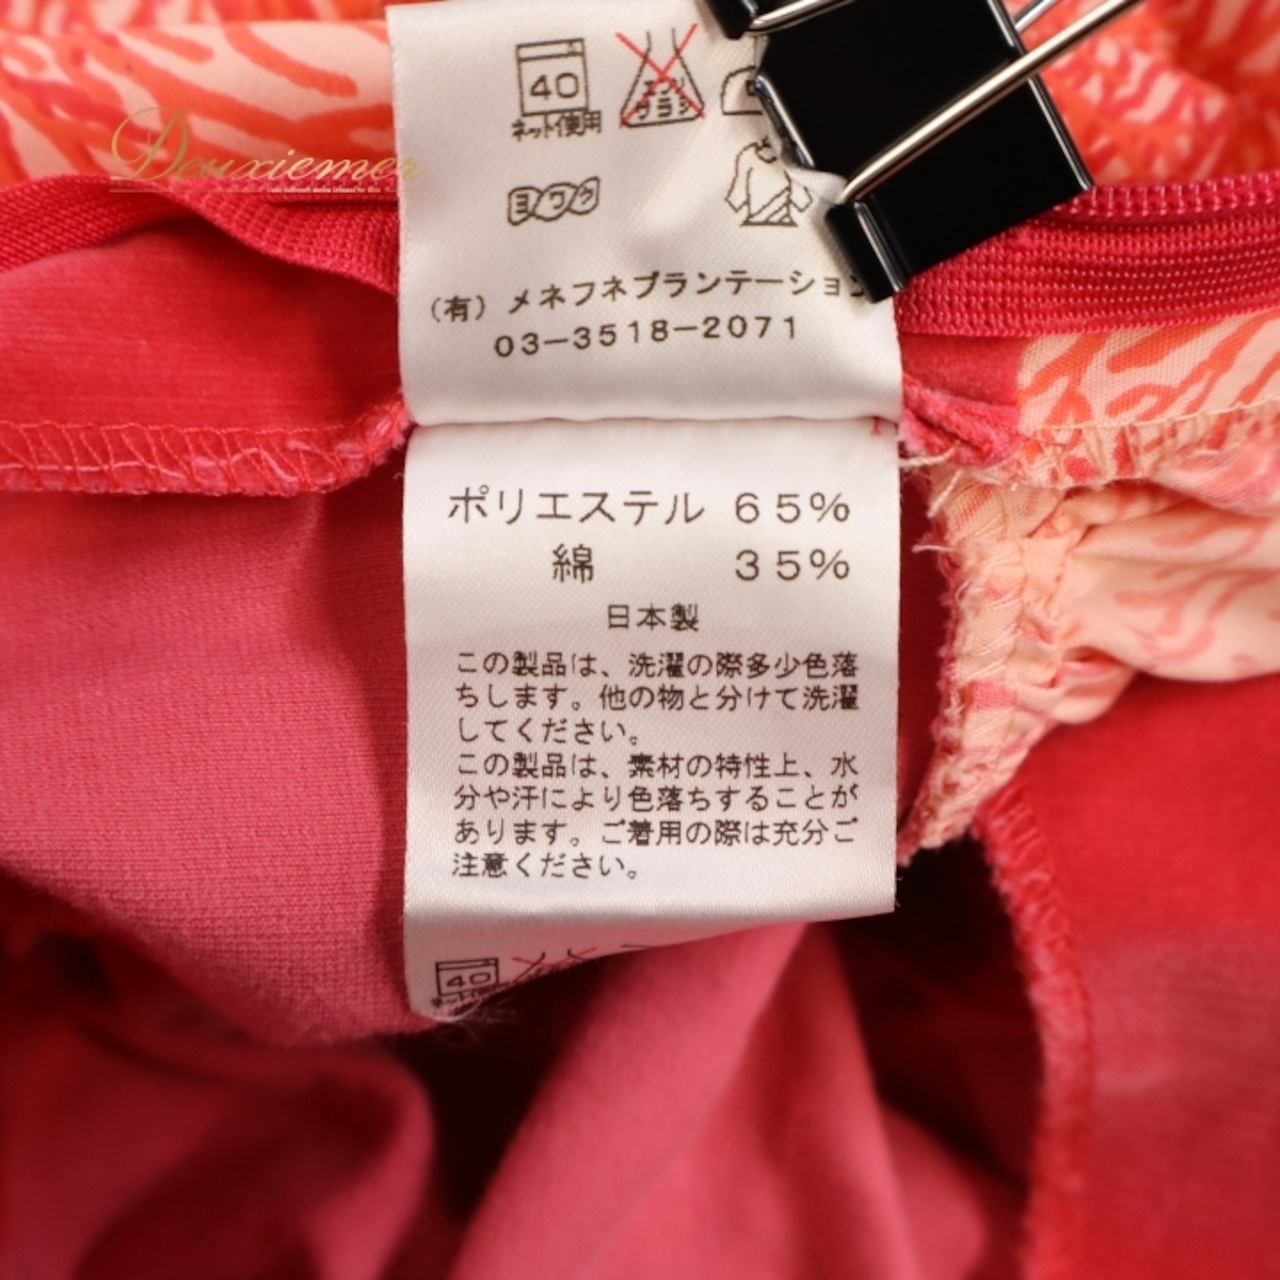 40
ネット使用
エンソ
サラシ
ヨワク
Deuxiemer
(有) メネフネプランテーション
03-3518-2071
ポリエステル 65%
綿 35%
日本製
この製品は、洗濯の際多少色落
ちします。他の物と分けて洗濯
してください。
この製品は、素材の特性上、水
分や汗により色落ちすることが
あります。ご着用の際は充分ご
注意ください。
40